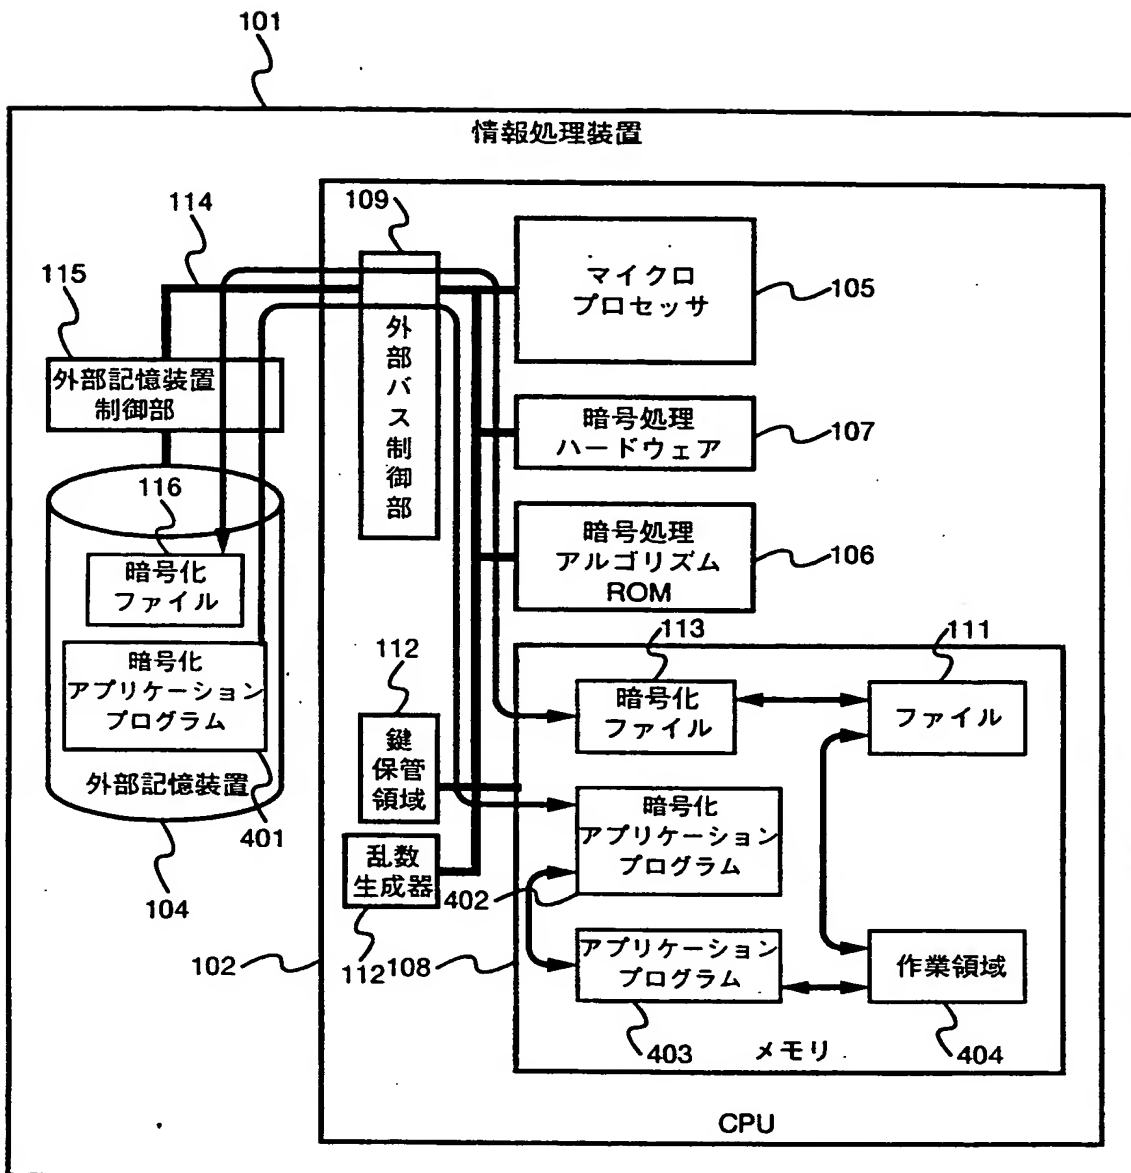 101
情報処理装置
114
109
115
マイクロ
プロセッサ
105
外部バス制御部
外部記憶装置
制御部
暗号処理
ハードウェア
107
116
暗号処理
アルゴリズム
ROM
106
暗号化
ファイル
113
111
暗号化
アプリケーション
プログラム
112
暗号化
ファイル
ファイル
鍵
保管
領域
外部記憶装置
401
暗号化
アプリケーション
プログラム
乱数
生成器
402
104
102
112
108
アプリケーション
プログラム
作業領域
403
メモリ
404
CPU